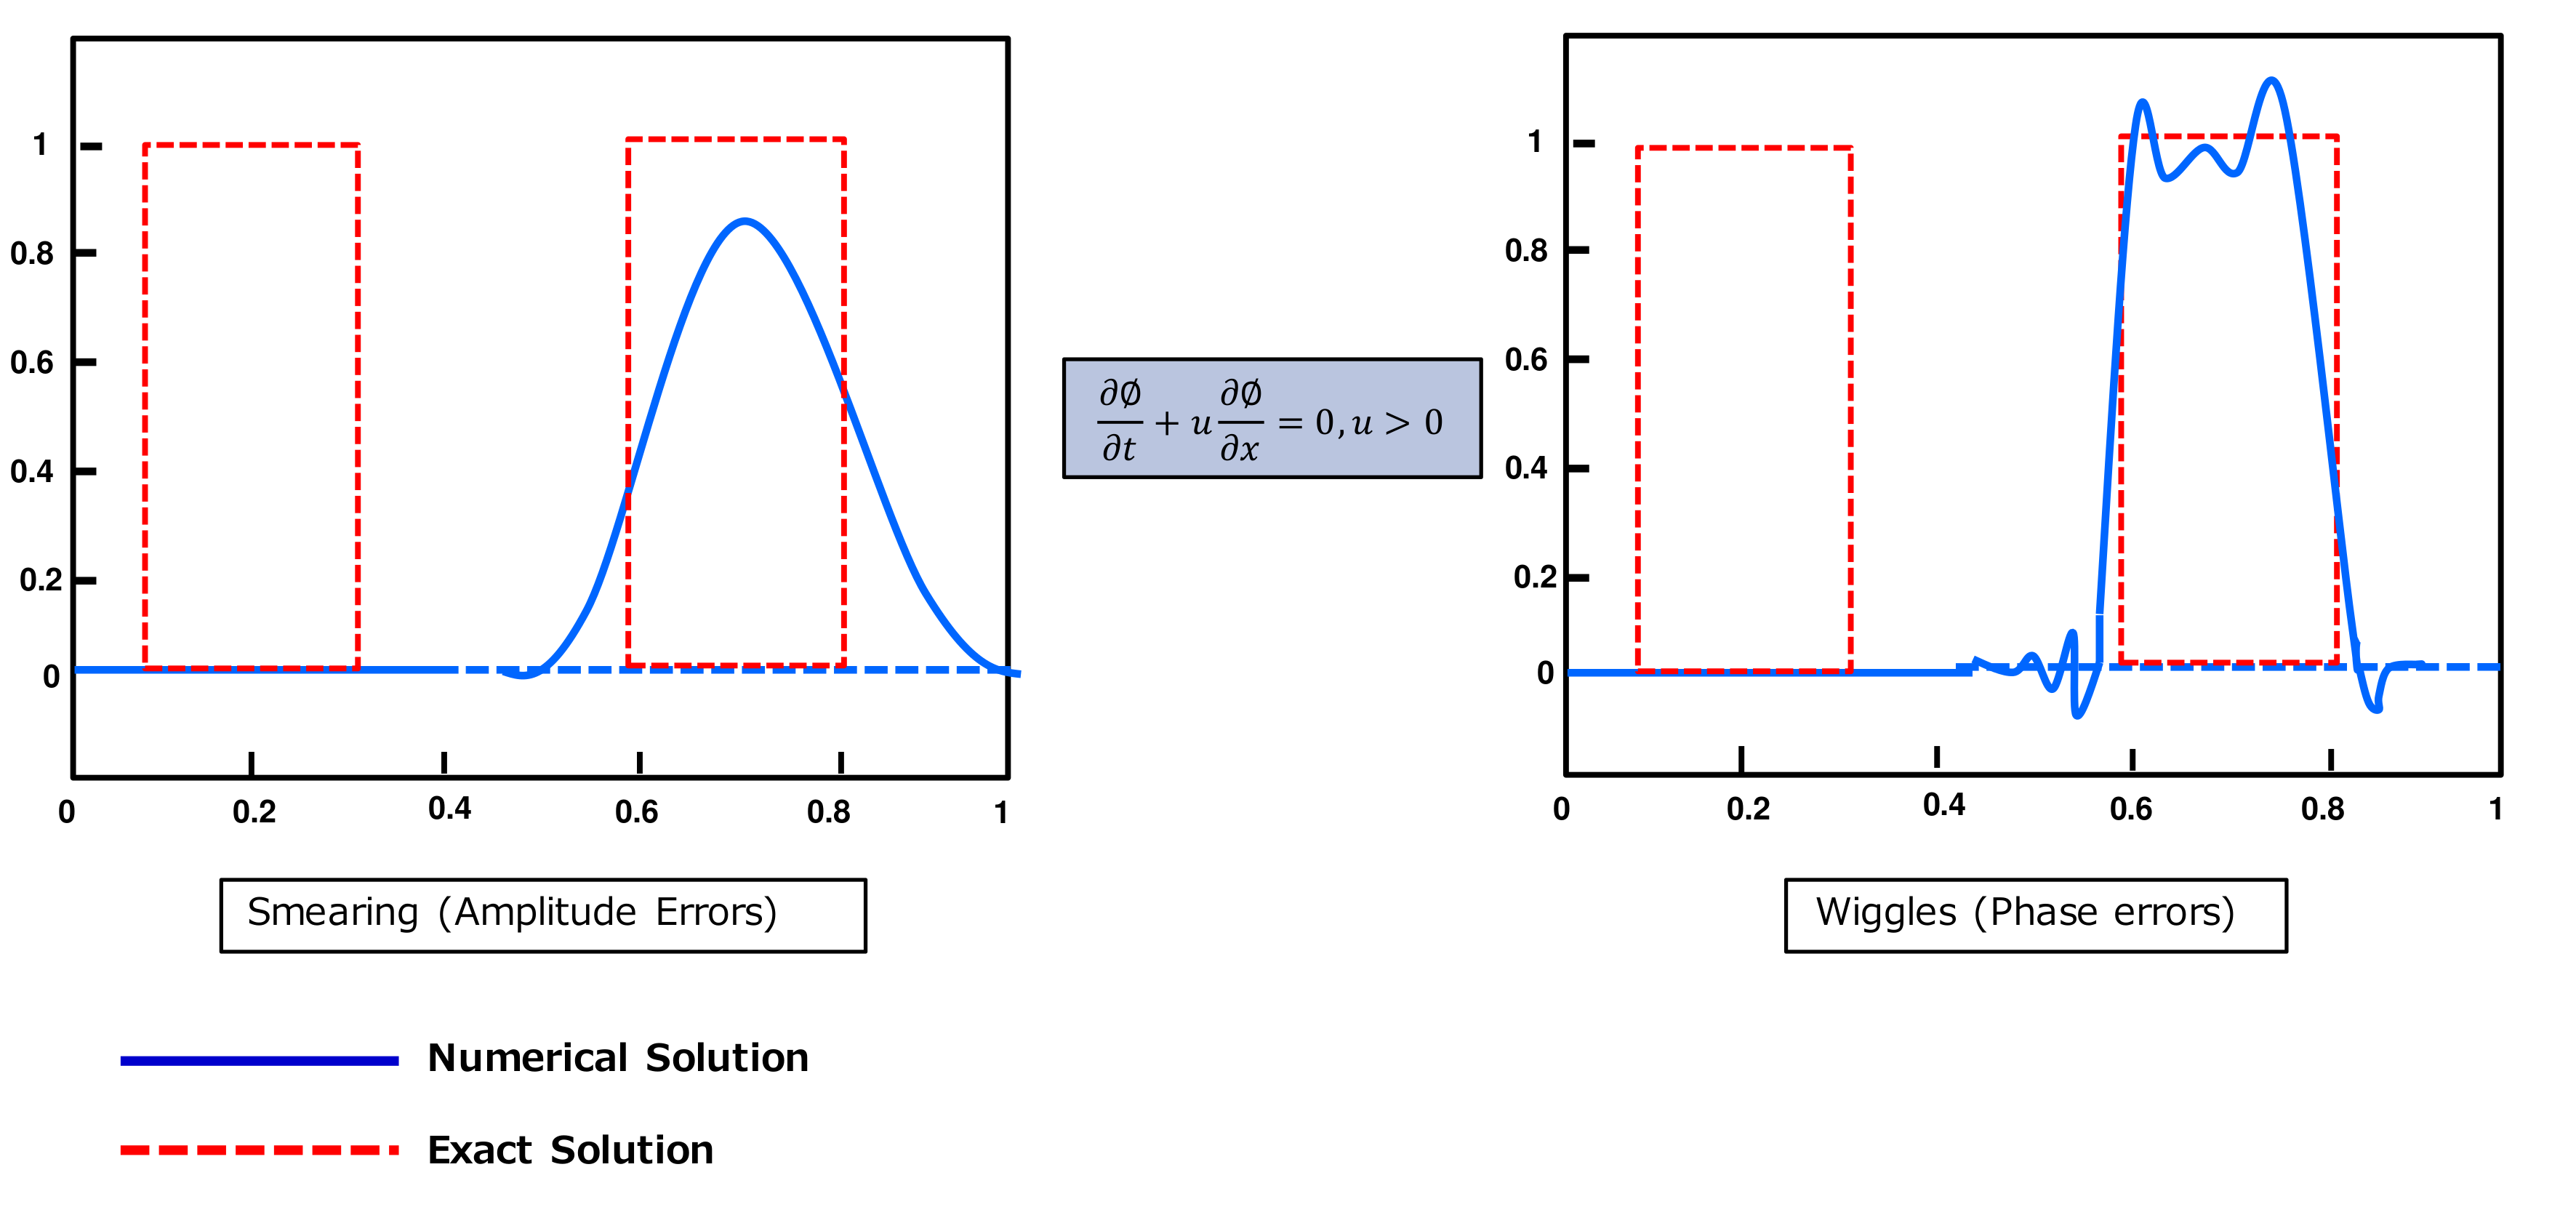 1
0.8
0.6
0.4
0.2
0
0 0.2 0.4 0.6 0.8 1
Smearing (Amplitude Errors)
∂∅/∂t + u ∂∅/∂x = 0, u > 0
1
0.8
0.6
0.4
0.2
0
0 0.2 0.4 0.6 0.8 1
Wiggles (Phase errors)
Numerical Solution
Exact Solution